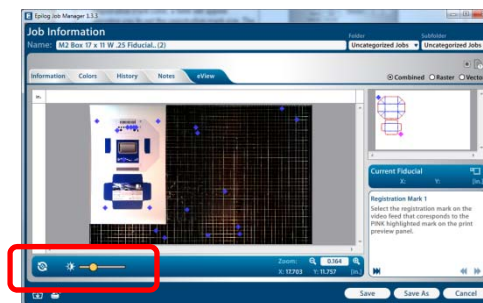 Epilog Job Manager 1.3.3
Job Information
Name: M2 Box 17 x 11 W .25 Fiducial.. (2)
Folder
Uncategorized Jobs
Subfolder
Uncategorized Jobs
Information Colors History Notes eView
Combined Raster Vector
in.
Current Fiducial
X: Y: [in.]
Registration Mark 1
Select the registration mark on the
video feed that coresponds to the
PINK highlighted mark on the print
preview panel.
Zoom: 0.164
X: 17.703 Y: 11.757 [in.]
Save Save As Cancel